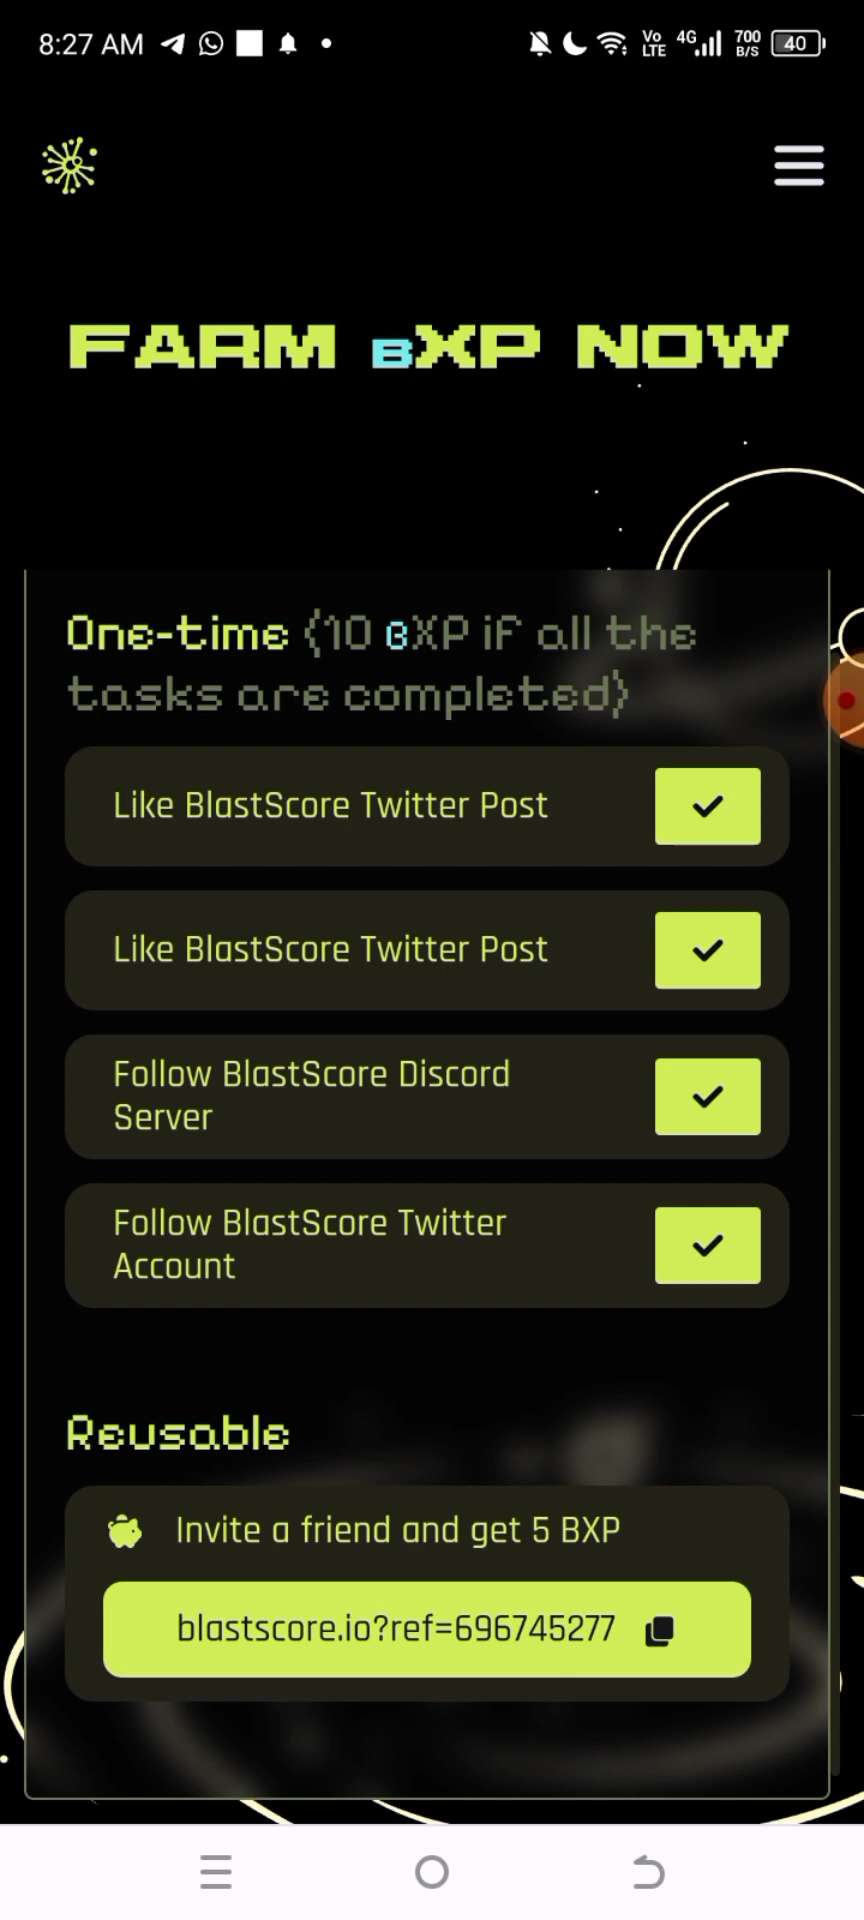 8:27 AM
Vo LTE 4G 700 B/S 40
FARM BXP NOW
One-time {10 BXP if all the
tasks are completed}
Like BlastScore Twitter Post
Like BlastScore Twitter Post
Follow BlastScore Discord
Server
Follow BlastScore Twitter
Account
Reusable
Invite a friend and get 5 BXP
blastscore.io?ref=696745277